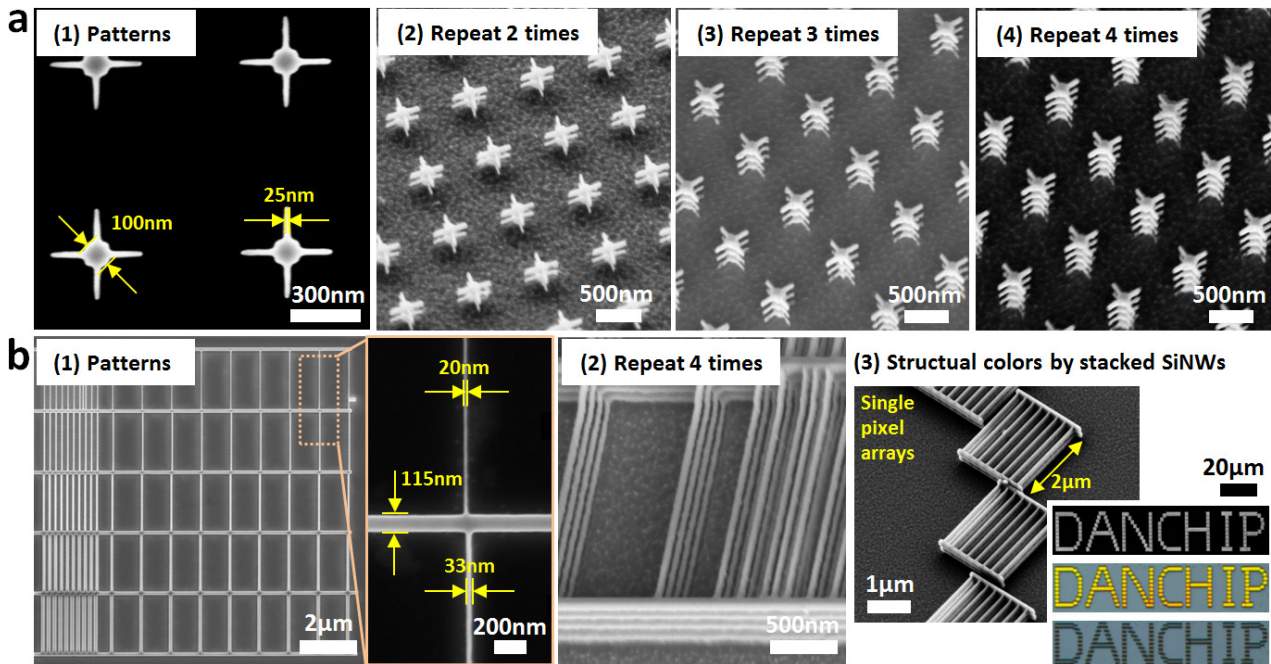 a
(1) Patterns
(2) Repeat 2 times
(3) Repeat 3 times
(4) Repeat 4 times
25nm
100nm
300nm
500nm
500nm
500nm
b
(1) Patterns
(2) Repeat 4 times
(3) Structual colors by stacked SiNWs
20nm
115nm
33nm
2µm
200nm
500nm
Single
pixel
arrays
2µm
1µm
20µm
DANCHIP
DANCHIP
DANCHIP